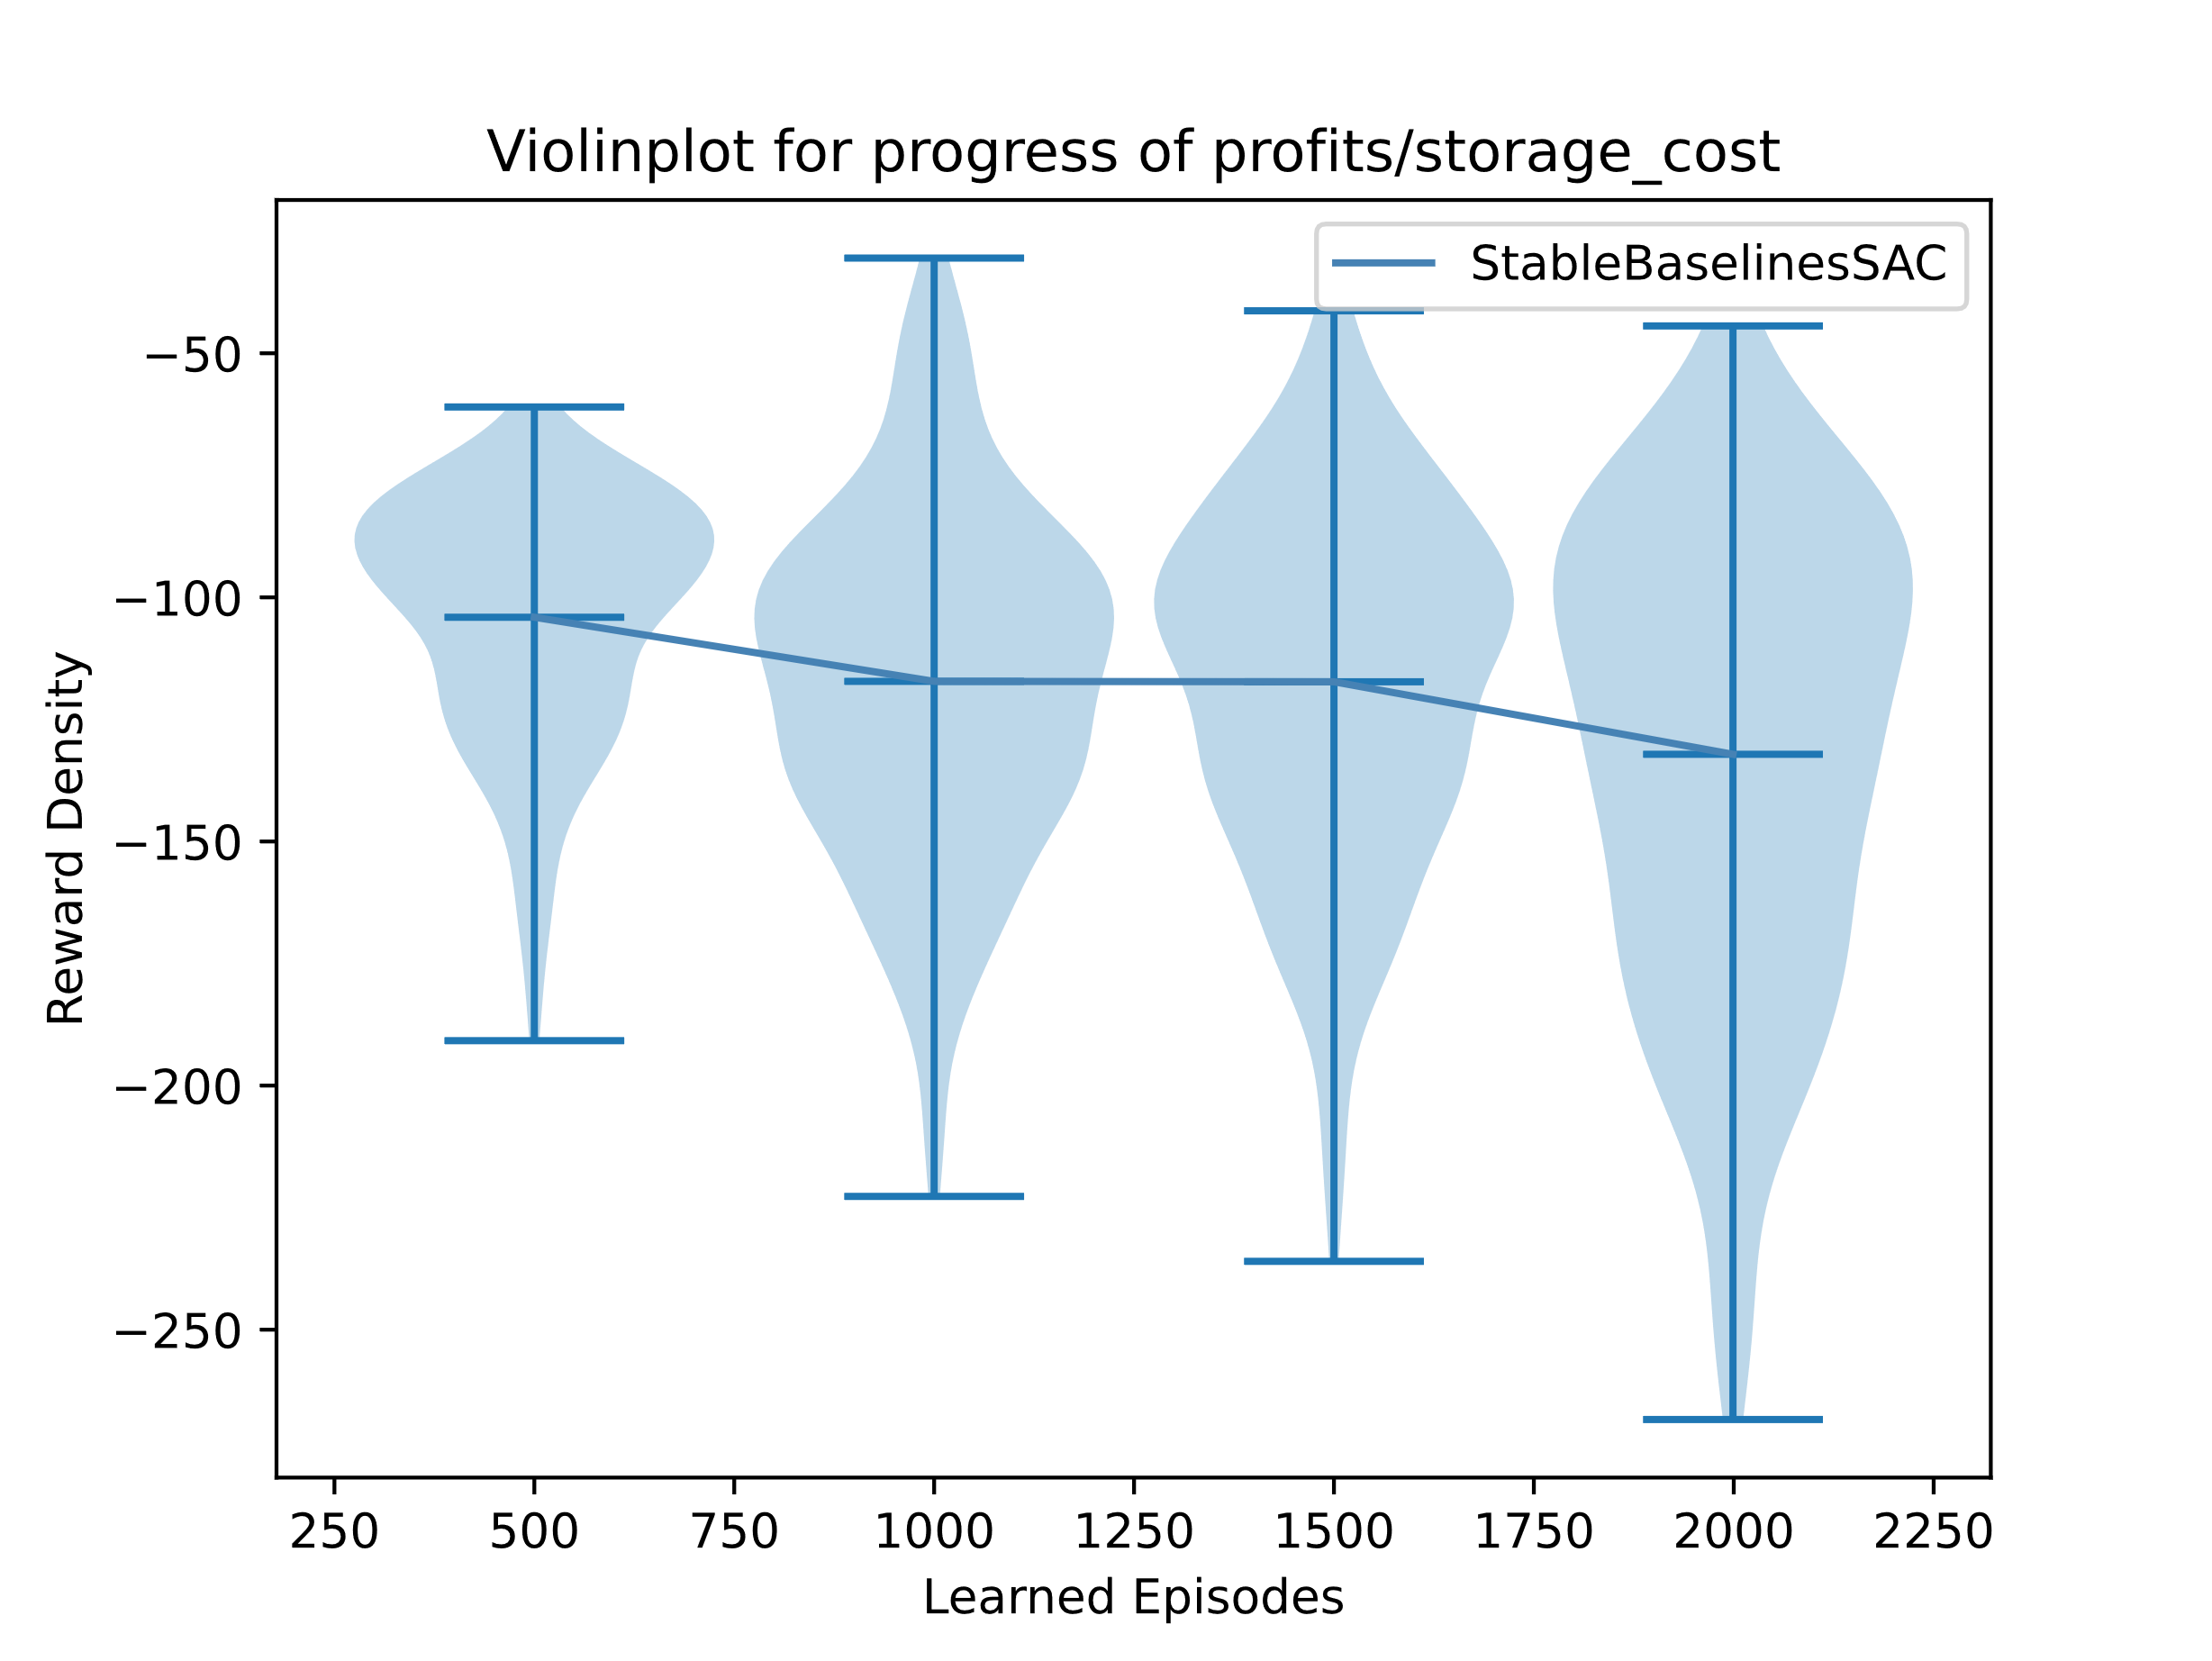 Violinplot for progress of profits/storage_cost
StableBaselinesSAC
Reward Density
−50
−100
−150
−200
−250
250 500 750 1000 1250 1500 1750 2000 2250
Learned Episodes